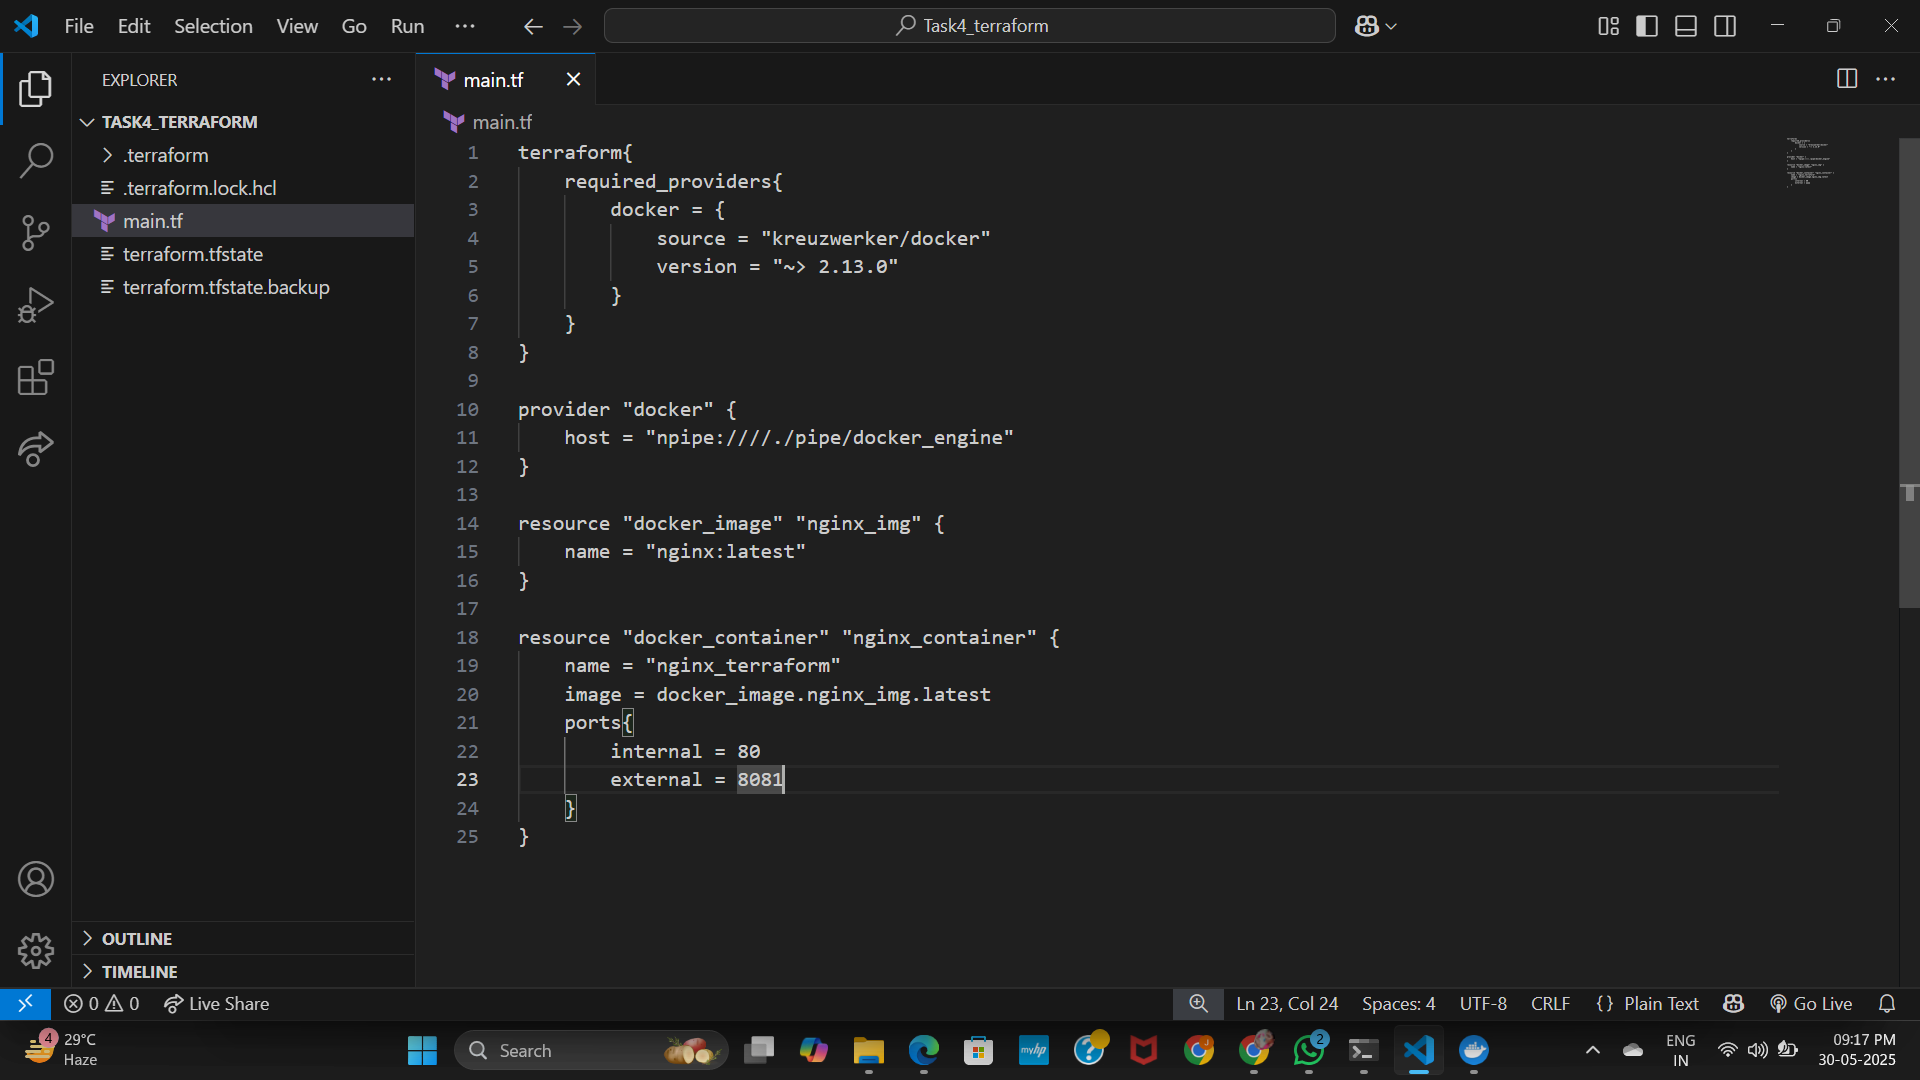 File Edit Selection View Go Run ···
Task4_terraform
EXPLORER
TASK4_TERRAFORM
.terraform
.terraform.lock.hcl
main.tf
terraform.tfstate
terraform.tfstate.backup
OUTLINE
TIMELINE
main.tf
main.tf
1 terraform{
2 required_providers{
3 docker = {
4 source = "kreuzwerker/docker"
5 version = "~> 2.13.0"
6 }
7 }
8 }
9
10 provider "docker" {
11 host = "npipe:////./pipe/docker_engine"
12 }
13
14 resource "docker_image" "nginx_img" {
15 name = "nginx:latest"
16 }
17
18 resource "docker_container" "nginx_container" {
19 name = "nginx_terraform"
20 image = docker_image.nginx_img.latest
21 ports{
22 internal = 80
23 external = 8081
24 }
25 }
0 0 Live Share Ln 23, Col 24 Spaces: 4 UTF-8 CRLF {} Plain Text Go Live
4 29°C
Haze
Search
myhp
2
ENG
IN
09:17 PM
30-05-2025